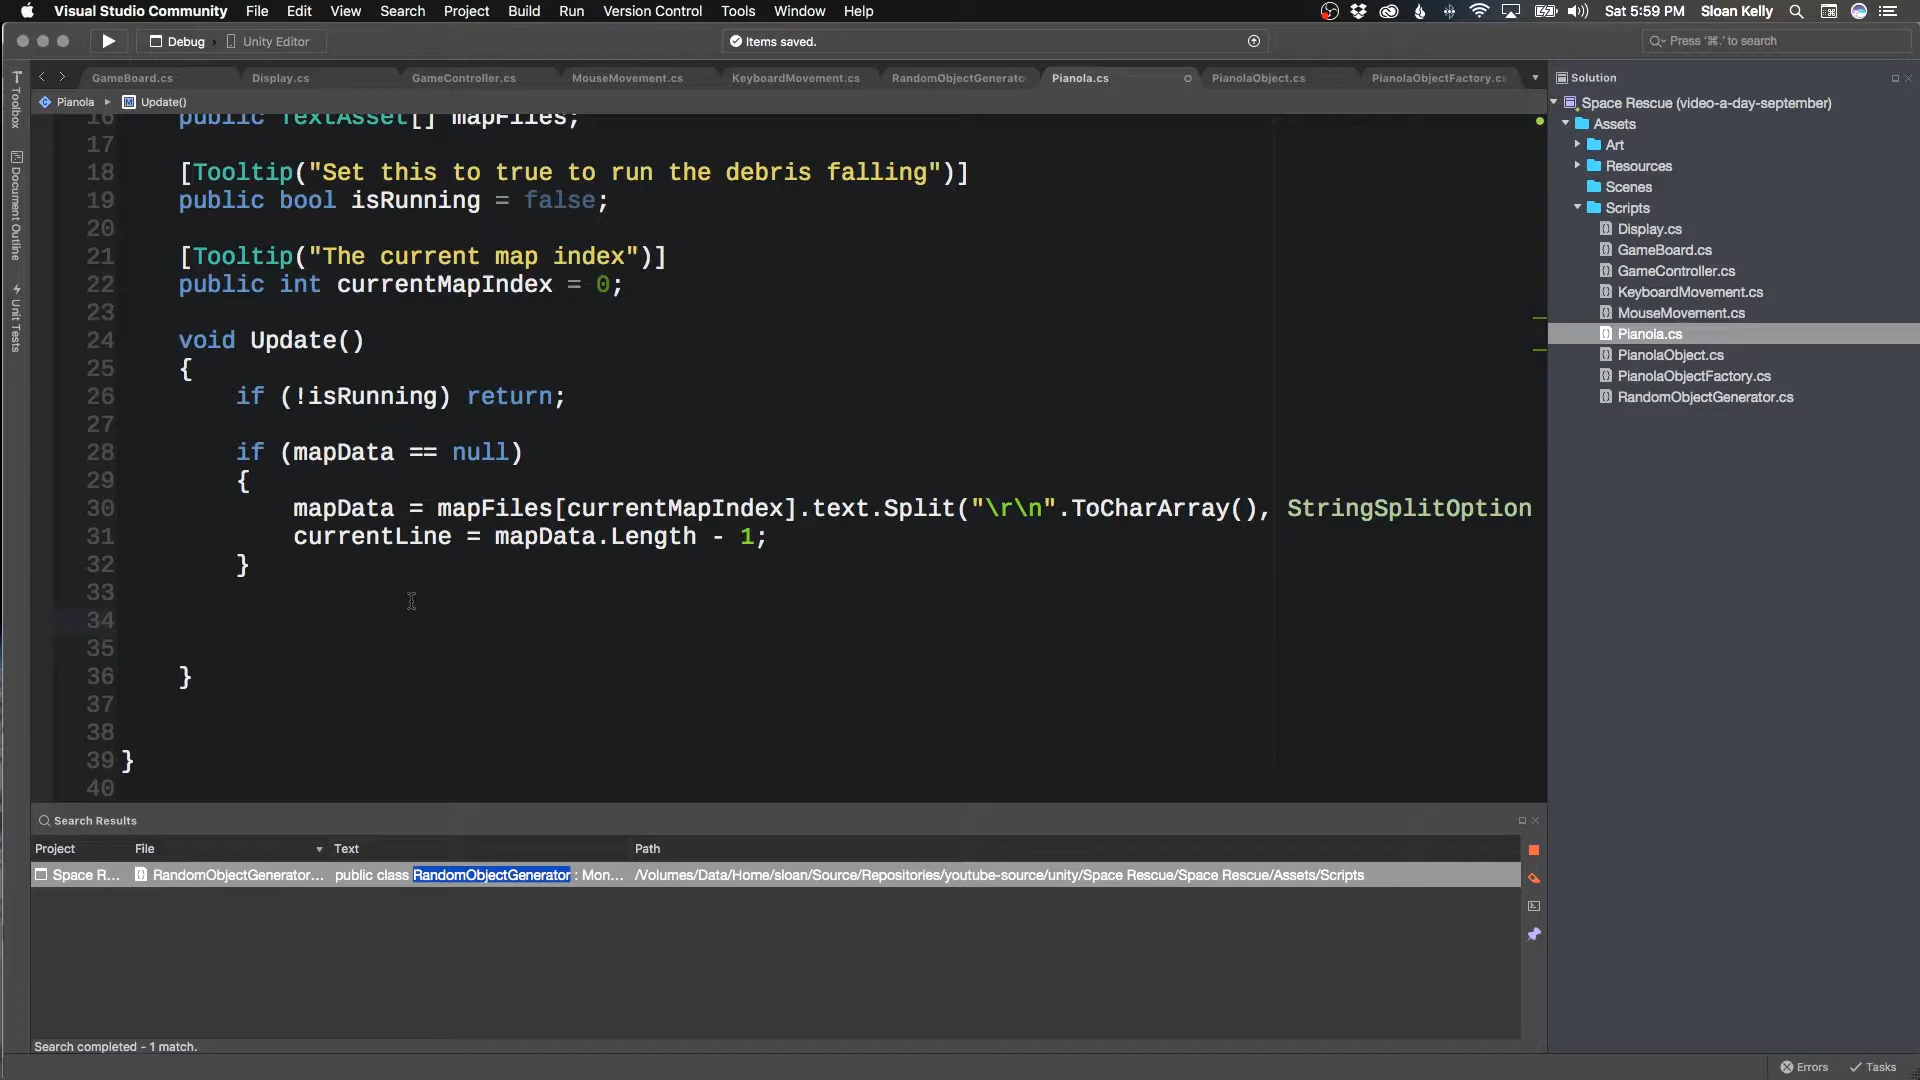 Visual Studio Community File Edit View Search Project Build Run Version Control Tools Window Help Sat 5:59 PM Sloan Kelly
Debug › Unity Editor Items saved. Press '⌘.' to search
GameBoard.cs Display.cs GameController.cs MouseMovement.cs KeyboardMovement.cs RandomObjectGenerato Pianola.cs PianolaObject.cs PianolaObjectFactory.cs
Pianola ▸ Update()
Toolbox
Document Outline
Unit Tests
16 public TextAsset[] mapFiles;
17
18 [Tooltip("Set this to true to run the debris falling")]
19 public bool isRunning = false;
20
21 [Tooltip("The current map index")]
22 public int currentMapIndex = 0;
23
24 void Update()
25 {
26 if (!isRunning) return;
27
28 if (mapData == null)
29 {
30 mapData = mapFiles[currentMapIndex].text.Split("\r\n".ToCharArray(), StringSplitOption
31 currentLine = mapData.Length - 1;
32 }
33
34
35
36 }
37
38
39 }
40
Solution
Space Rescue (video-a-day-september)
Assets
Art
Resources
Scenes
Scripts
Display.cs
GameBoard.cs
GameController.cs
KeyboardMovement.cs
MouseMovement.cs
Pianola.cs
PianolaObject.cs
PianolaObjectFactory.cs
RandomObjectGenerator.cs
Search Results
Project File Text Path
Space R... RandomObjectGenerator... public class RandomObjectGenerator : Mon... /Volumes/Data/Home/sloan/Source/Repositories/youtube-source/unity/Space Rescue/Space Rescue/Assets/Scripts
Search completed - 1 match.
Errors Tasks